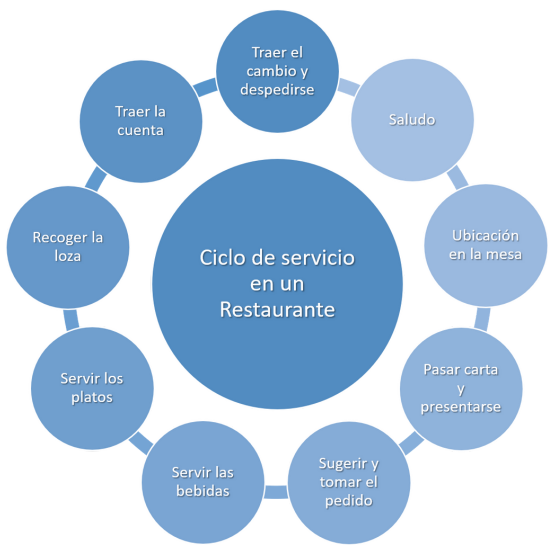 Traer el
cambio y
despedirse
Saludo
Ubicación
en la mesa
Pasar carta
y
presentarse
Sugerir y
tomar el
pedido
Servir las
bebidas
Servir los
platos
Recoger la
loza
Traer la
cuenta
Ciclo de servicio
en un
Restaurante